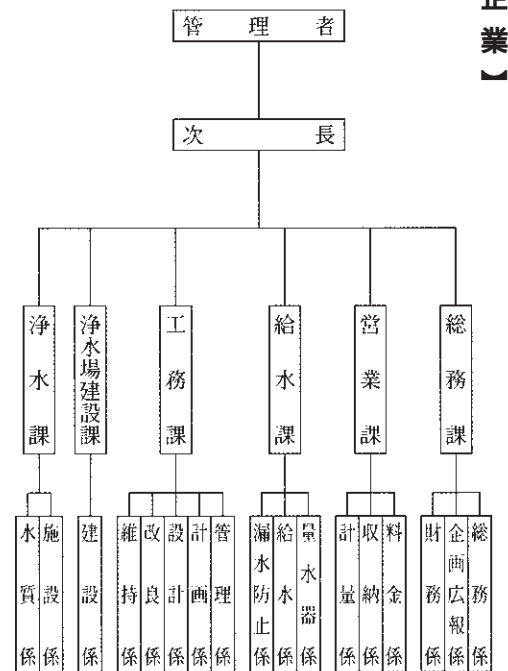 企業】
管理者
次長
総務課
営業課
給水課
工務課
浄水場建設課
浄水課
総務係
企画広報係
財務係
料金係
収納係
計量係
量水器係
給水係
漏水防止係
管理係
計画係
設計係
改良係
維持係
建設係
施設係
水質係